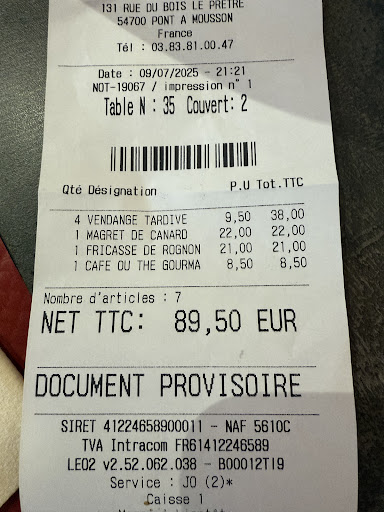 131 RUE DU BOIS LE PRETRE
54700 PONT A MOUSSON
France
Tél : 03.83.81.00.47
Date : 09/07/2025 - 21:21
NOT-19067 / impression n° 1
Table N : 35 Couvert: 2
Qté Désignation P.U Tot.TTC
4 VENDANGE TARDIVE 9,50 38,00
1 MAGRET DE CANARD 22,00 22,00
1 FRICASSE DE ROGNON 21,00 21,00
1 CAFE OU THE GOURMA 8,50 8,50
Nombre d'articles : 7
NET TTC: 89,50 EUR
DOCUMENT PROVISOIRE
SIRET 41224658900011 - NAF 5610C
TVA Intracom FR61412246589
LEO2 v2.52.062.038 - B00012TI9
Service : JO (2)*
Caisse 1